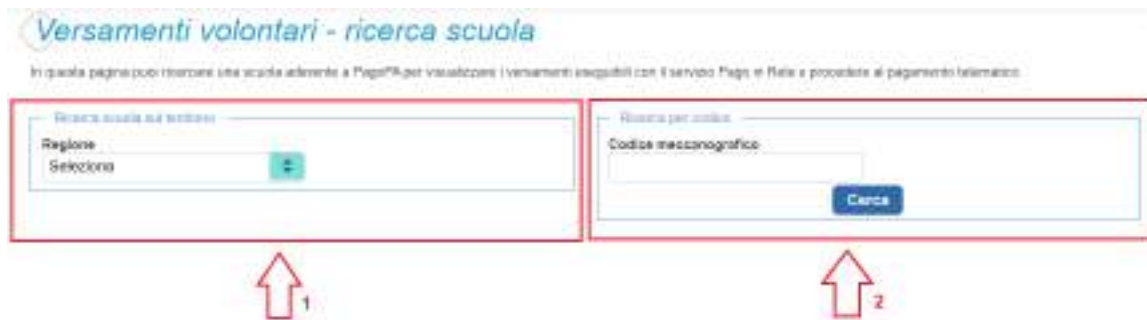 Versamenti volontari - ricerca scuola
In questa pagina puoi ricercare una scuola aderente a PagoPA per visualizzare i versamenti eseguibili con il servizio Pago in Rete e procedere al pagamento telematico.
Ricerca scuola sul territorio
Regione
Seleziona
Ricerca per codice
Codice meccanografico
Cerca
1
2